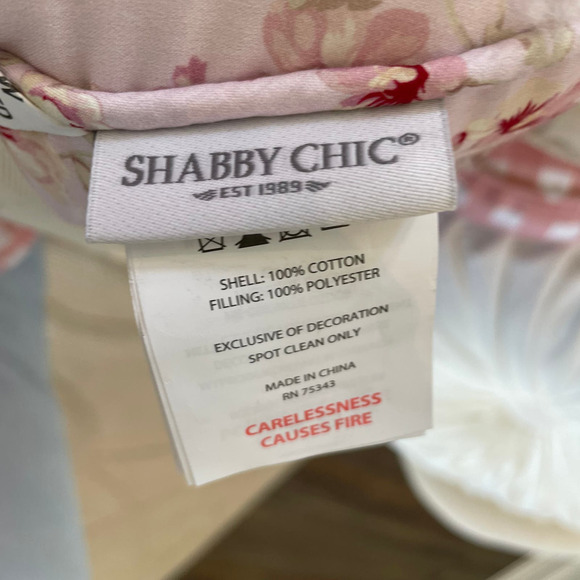 SHABBY CHIC®
EST 1989
SHELL: 100% COTTON
FILLING: 100% POLYESTER
EXCLUSIVE OF DECORATION
SPOT CLEAN ONLY
MADE IN CHINA
RN 75343
CARELESSNESS
CAUSES FIRE